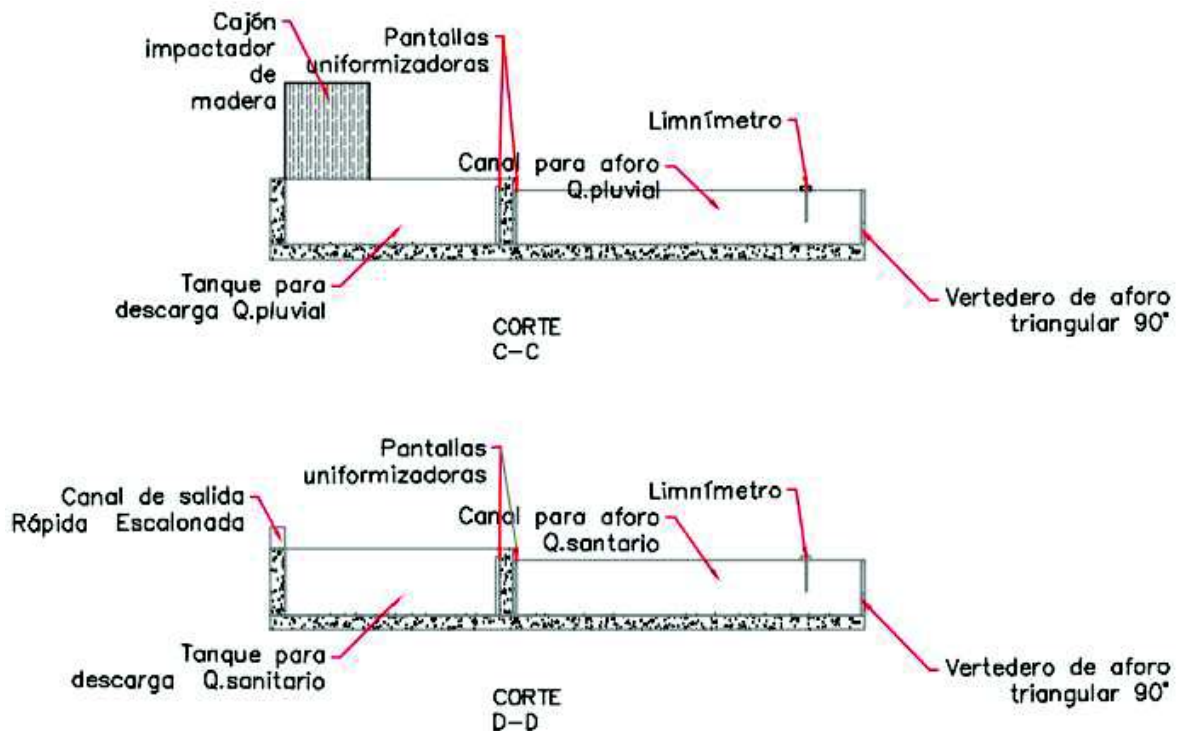 Cajón
impactador
de
madera
Pantallas
uniformizadoras
Limnímetro
Canal para aforo
Q.pluvial
Tanque para
descarga Q.pluvial
Vertedero de aforo
triangular 90°
CORTE
C-C
Pantallas
uniformizadoras
Canal de salida
Rápida Escalonada
Limnímetro
Canal para aforo
Q.santario
Tanque para
descarga Q.sanitario
Vertedero de aforo
triangular 90°
CORTE
D-D